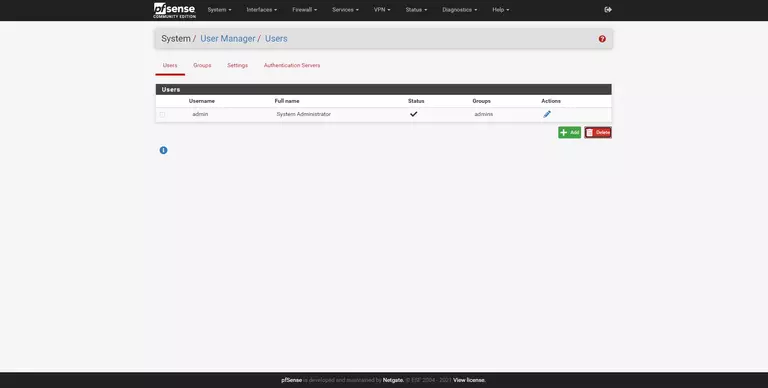 pfsense
COMMUNITY EDITION
System Interfaces Firewall Services VPN Status Diagnostics Help
System / User Manager / Users
Users Groups Settings Authentication Servers
Users
Username Full name Status Groups Actions
admin System Administrator admins
Add Delete
pfSense is developed and maintained by Netgate. © ESF 2004 - 2021 View license.